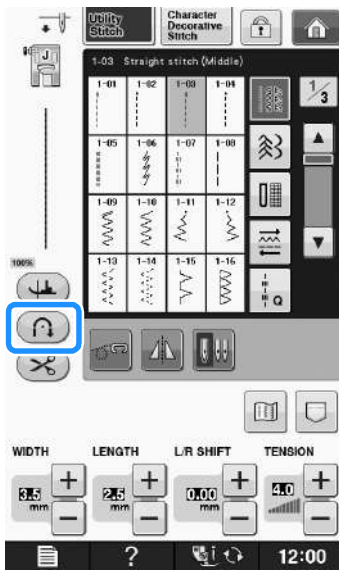 Utility Stitch
Character Decorative Stitch
J
1-03 Straight stitch (Middle)
1-01 1-02 1-03 1-04
1/3
1-05 1-06 1-07 1-08
1-09 1-10 1-11 1-12
1-13 1-14 1-15 1-16
100%
Q
WIDTH LENGTH L/R SHIFT TENSION
3.5 mm 2.5 mm 0.00 mm 4.0
+ + + +
− − − −
? 12:00